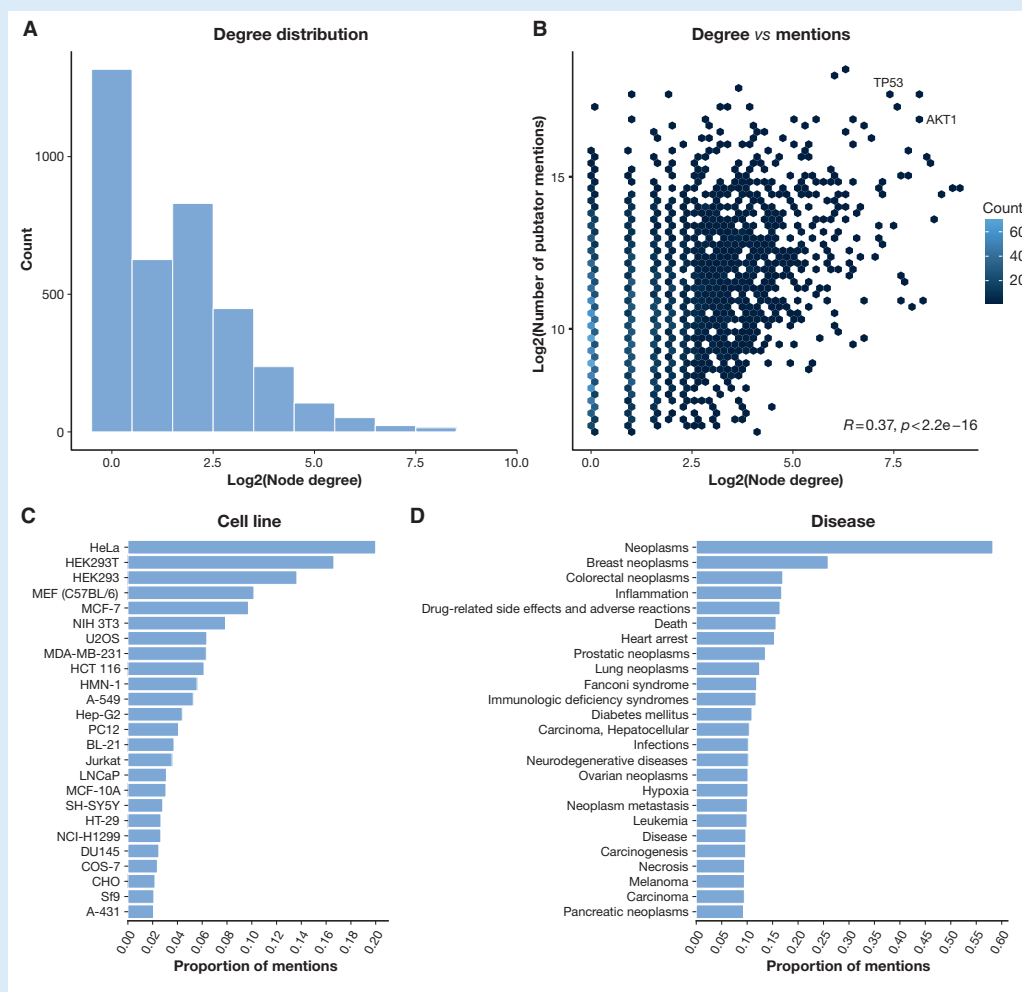 A
Degree distribution
Count
1000
500
0
0.0
2.5
5.0
7.5
10.0
Log2(Node degree)
B
Degree vs mentions
Log2(Number of pubtator mentions)
15
10
TP53
AKT1
R=0.37, p<2.2e−16
0.0
2.5
5.0
7.5
Log2(Node degree)
Count
60
40
20
C
Cell line
HeLa
HEK293T
HEK293
MEF (C57BL/6)
MCF-7
NIH 3T3
U2OS
MDA-MB-231
HCT 116
HMN-1
A-549
Hep-G2
PC12
BL-21
Jurkat
LNCaP
MCF-10A
SH-SY5Y
HT-29
NCI-H1299
DU145
COS-7
CHO
Sf9
A-431
0.00
0.02
0.04
0.06
0.08
0.10
0.12
0.14
0.16
0.18
0.20
Proportion of mentions
D
Disease
Neoplasms
Breast neoplasms
Colorectal neoplasms
Inflammation
Drug-related side effects and adverse reactions
Death
Heart arrest
Prostatic neoplasms
Lung neoplasms
Fanconi syndrome
Immunologic deficiency syndromes
Diabetes mellitus
Carcinoma, Hepatocellular
Infections
Neurodegenerative diseases
Ovarian neoplasms
Hypoxia
Neoplasm metastasis
Leukemia
Disease
Carcinogenesis
Necrosis
Melanoma
Carcinoma
Pancreatic neoplasms
0.00
0.05
0.10
0.15
0.20
0.25
0.30
0.35
0.40
0.45
0.50
0.55
0.60
Proportion of mentions